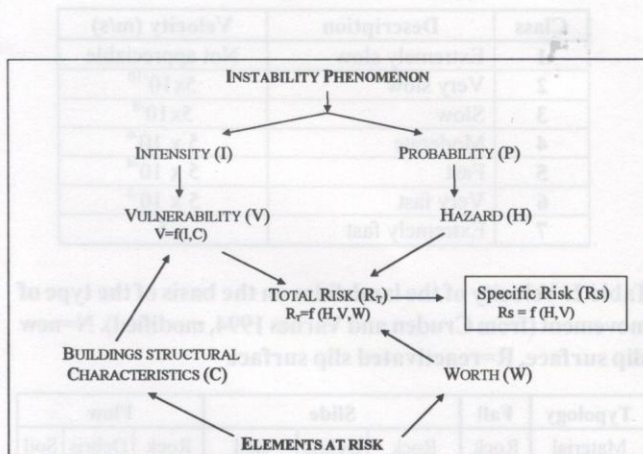 INSTABILITY PHENOMENON
INTENSITY (I)
PROBABILITY (P)
VULNERABILITY (V)
V=f(I,C)
HAZARD (H)
TOTAL RISK (RT)
RT=f (H,V,W)
Specific Risk (Rs)
Rs = f (H,V)
BUILDINGS STRUCTURAL
CHARACTERISTICS (C)
WORTH (W)
ELEMENTS AT RISK